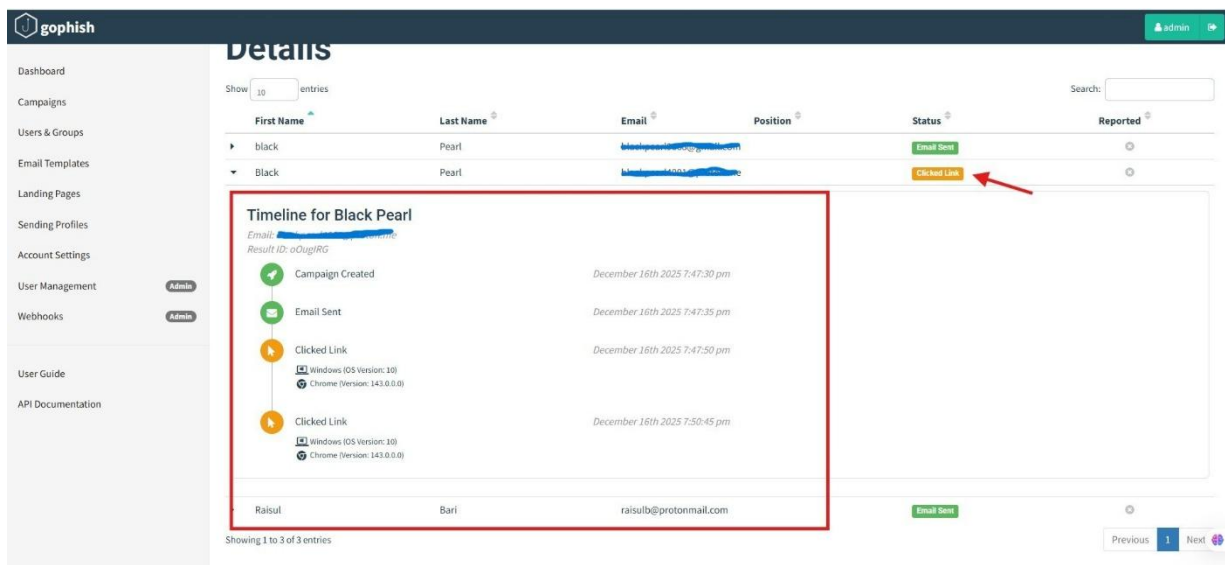 gophish
admin
Details
Dashboard
Campaigns
Users & Groups
Email Templates
Landing Pages
Sending Profiles
Account Settings
User Management Admin
Webhooks Admin
User Guide
API Documentation
Show 10 entries
Search:
First Name Last Name Email Position Status Reported
black Pearl Email Sent
Black Pearl Clicked Link
Timeline for Black Pearl
Email:
Result ID: oOugIRG
Campaign Created December 16th 2025 7:47:30 pm
Email Sent December 16th 2025 7:47:35 pm
Clicked Link December 16th 2025 7:47:50 pm
Windows (OS Version: 10)
Chrome (Version: 143.0.0.0)
Clicked Link December 16th 2025 7:50:45 pm
Windows (OS Version: 10)
Chrome (Version: 143.0.0.0)
Raisul Bari raisulb@protonmail.com Email Sent
Showing 1 to 3 of 3 entries
Previous 1 Next